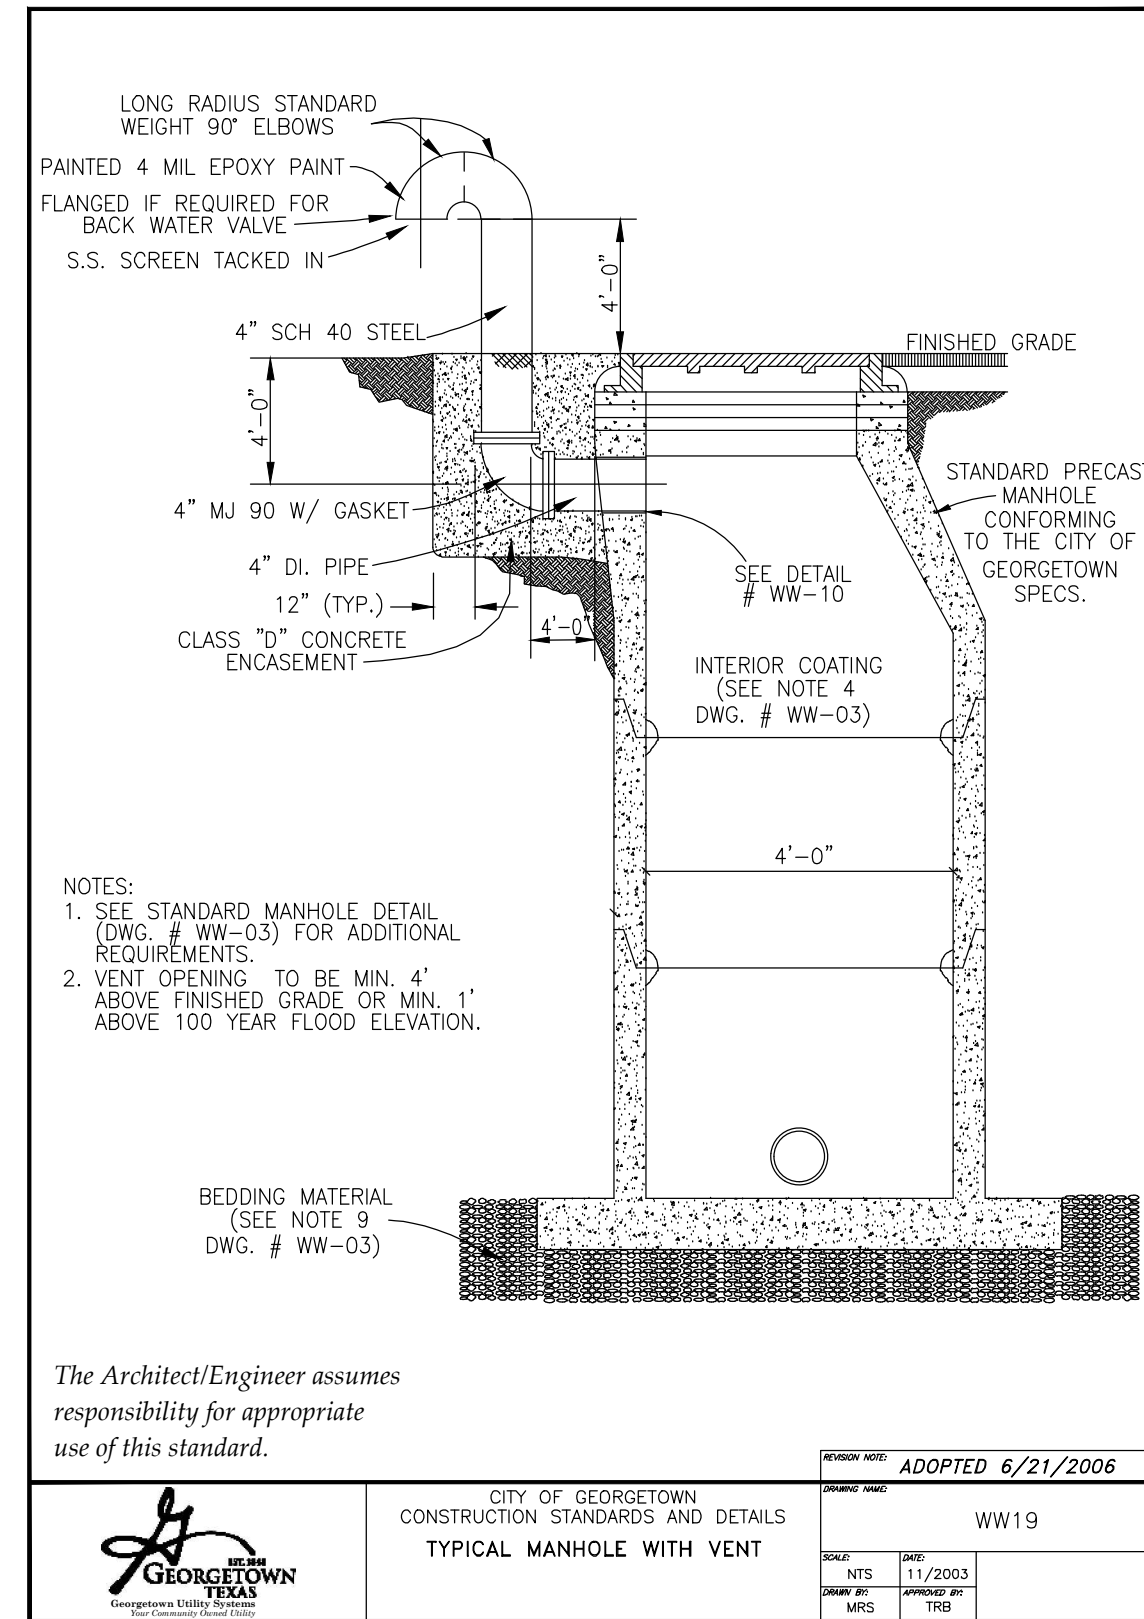 LONG RADIUS STANDARD
WEIGHT 90° ELBOWS
PAINTED 4 MIL EPOXY PAINT
FLANGED IF REQUIRED FOR
BACK WATER VALVE
S.S. SCREEN TACKED IN
4'-0"
4" SCH 40 STEEL
FINISHED GRADE
4'-0"
4" MJ 90 W/ GASKET
STANDARD PRECAST
MANHOLE
CONFORMING
TO THE CITY OF
GEORGETOWN
SPECS.
4" DI. PIPE
SEE DETAIL
# WW-10
12" (TYP.)
4'-0"
CLASS "D" CONCRETE
ENCASEMENT
INTERIOR COATING
(SEE NOTE 4
DWG. # WW-03)
4'-0"
NOTES:
1. SEE STANDARD MANHOLE DETAIL
(DWG. # WW-03) FOR ADDITIONAL
REQUIREMENTS.
2. VENT OPENING TO BE MIN. 4'
ABOVE FINISHED GRADE OR MIN. 1'
ABOVE 100 YEAR FLOOD ELEVATION.
BEDDING MATERIAL
(SEE NOTE 9
DWG. # WW-03)
The Architect/Engineer assumes
responsibility for appropriate
use of this standard.
REVISION NOTE: ADOPTED 6/21/2006
EST. 1848
GEORGETOWN
TEXAS
Georgetown Utility Systems
Your Community Owned Utility
CITY OF GEORGETOWN
CONSTRUCTION STANDARDS AND DETAILS
TYPICAL MANHOLE WITH VENT
DRAWING NAME:
WW19
SCALE:
NTS
DATE:
11/2003
DRAWN BY:
MRS
APPROVED BY:
TRB